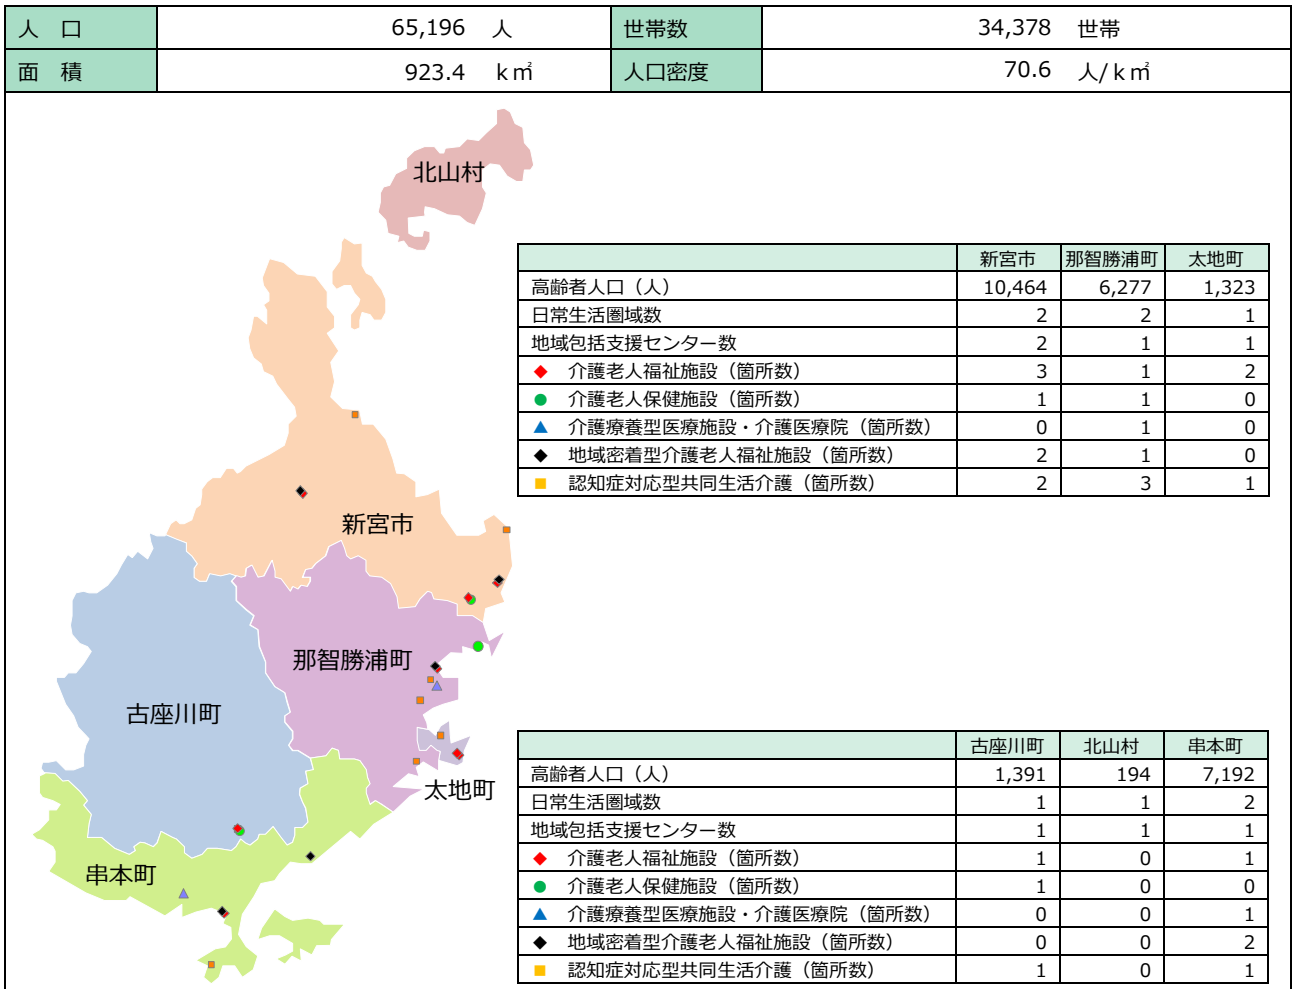 人　口　65,196　人　世帯数　34,378　世帯
面　積　923.4　ｋ㎡　人口密度　70.6　人/ｋ㎡
北山村
新宮市　那智勝浦町　太地町
高齢者人口（人）　10,464　6,277　1,323
日常生活圏域数　2　2　1
地域包括支援センター数　2　1　1
◆　介護老人福祉施設（箇所数）　3　1　2
●　介護老人保健施設（箇所数）　1　1　0
▲　介護療養型医療施設・介護医療院（箇所数）　0　1　0
◆　地域密着型介護老人福祉施設（箇所数）　2　1　0
■　認知症対応型共同生活介護（箇所数）　2　3　1
新宮市
那智勝浦町
古座川町
太地町
串本町
古座川町　北山村　串本町
高齢者人口（人）　1,391　194　7,192
日常生活圏域数　1　1　2
地域包括支援センター数　1　1　1
◆　介護老人福祉施設（箇所数）　1　0　1
●　介護老人保健施設（箇所数）　1　0　0
▲　介護療養型医療施設・介護医療院（箇所数）　0　0　1
◆　地域密着型介護老人福祉施設（箇所数）　0　0　2
■　認知症対応型共同生活介護（箇所数）　1　0　1